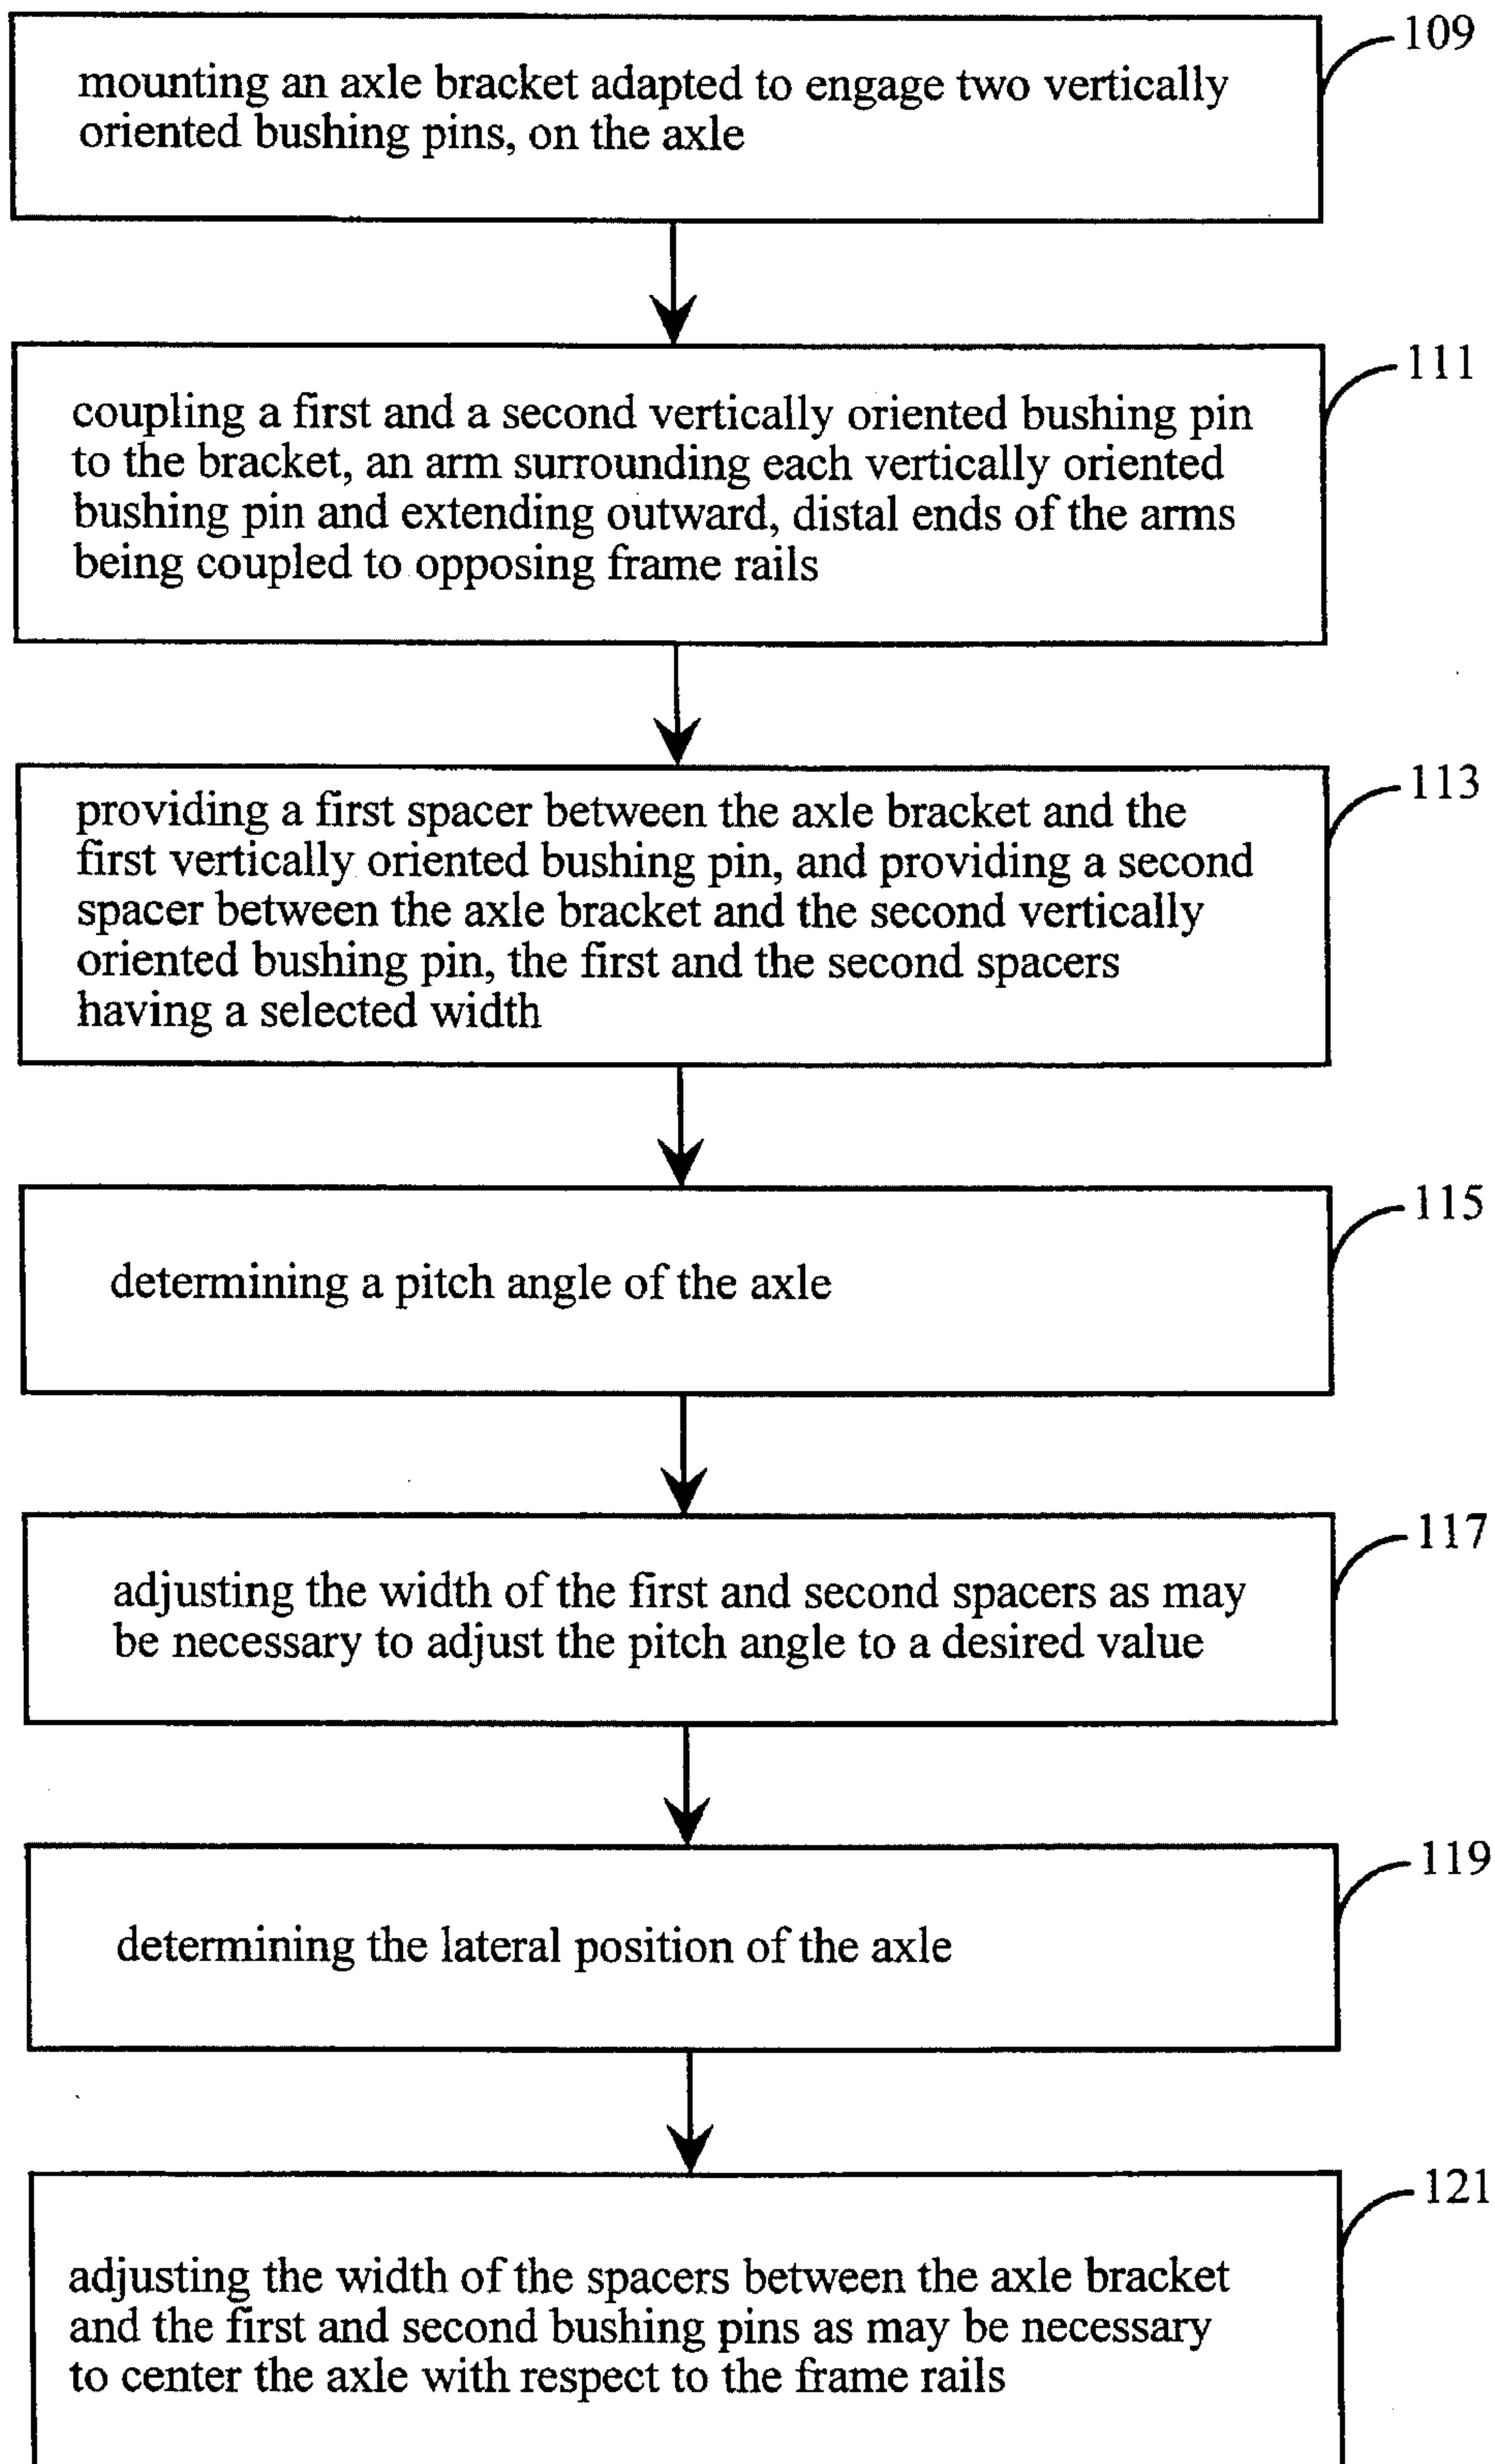 109
mounting an axle bracket adapted to engage two vertically
oriented bushing pins, on the axle
111
coupling a first and a second vertically oriented bushing pin
to the bracket, an arm surrounding each vertically oriented
bushing pin and extending outward, distal ends of the arms
being coupled to opposing frame rails
113
providing a first spacer between the axle bracket and the
first vertically oriented bushing pin, and providing a second
spacer between the axle bracket and the second vertically
oriented bushing pin, the first and the second spacers
having a selected width
115
determining a pitch angle of the axle
117
adjusting the width of the first and second spacers as may
be necessary to adjust the pitch angle to a desired value
119
determining the lateral position of the axle
121
adjusting the width of the spacers between the axle bracket
and the first and second bushing pins as may be necessary
to center the axle with respect to the frame rails